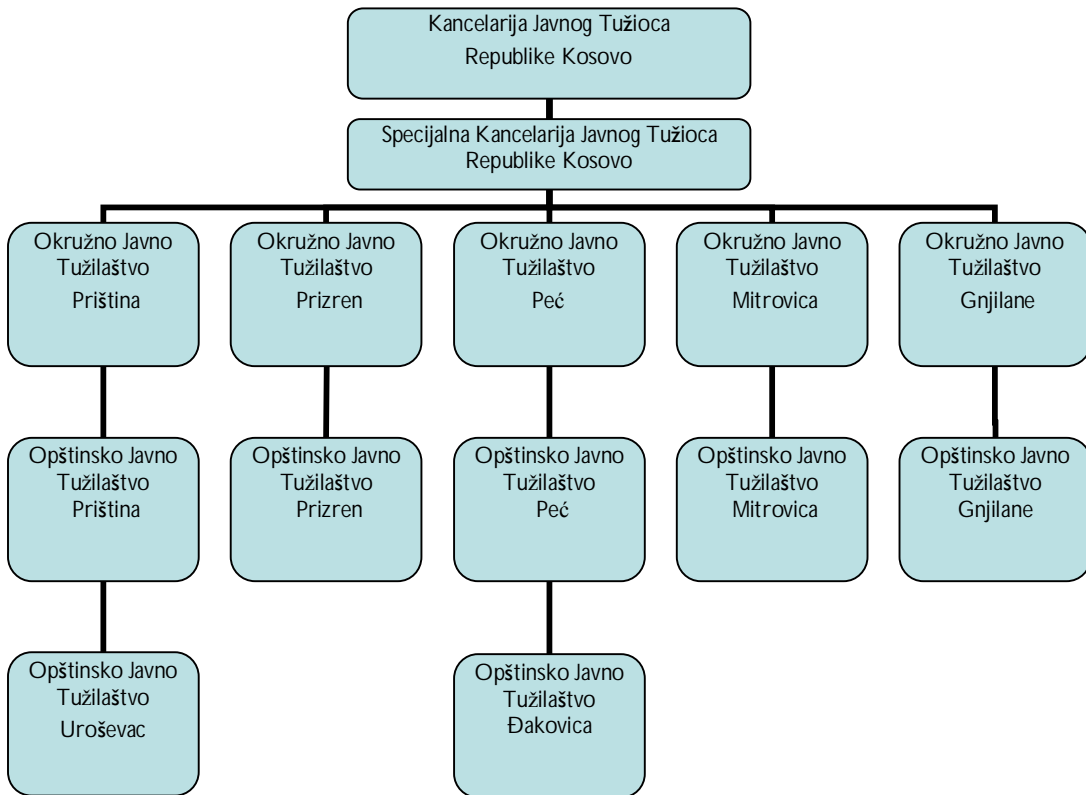 Kancelarija Javnog Tužioca
Republike Kosovo
Specijalna Kancelarija Javnog Tužioca
Republike Kosovo
Okružno Javno
Tužilaštvo
Priština
Okružno Javno
Tužilaštvo
Prizren
Okružno Javno
Tužilaštvo
Peć
Okružno Javno
Tužilaštvo
Mitrovica
Okružno Javno
Tužilaštvo
Gnjilane
Opštinsko Javno
Tužilaštvo
Priština
Opštinsko Javno
Tužilaštvo
Prizren
Opštinsko Javno
Tužilaštvo
Peć
Opštinsko Javno
Tužilaštvo
Mitrovica
Opštinsko Javno
Tužilaštvo
Gnjilane
Opštinsko Javno
Tužilaštvo
Uroševac
Opštinsko Javno
Tužilaštvo
Đakovica